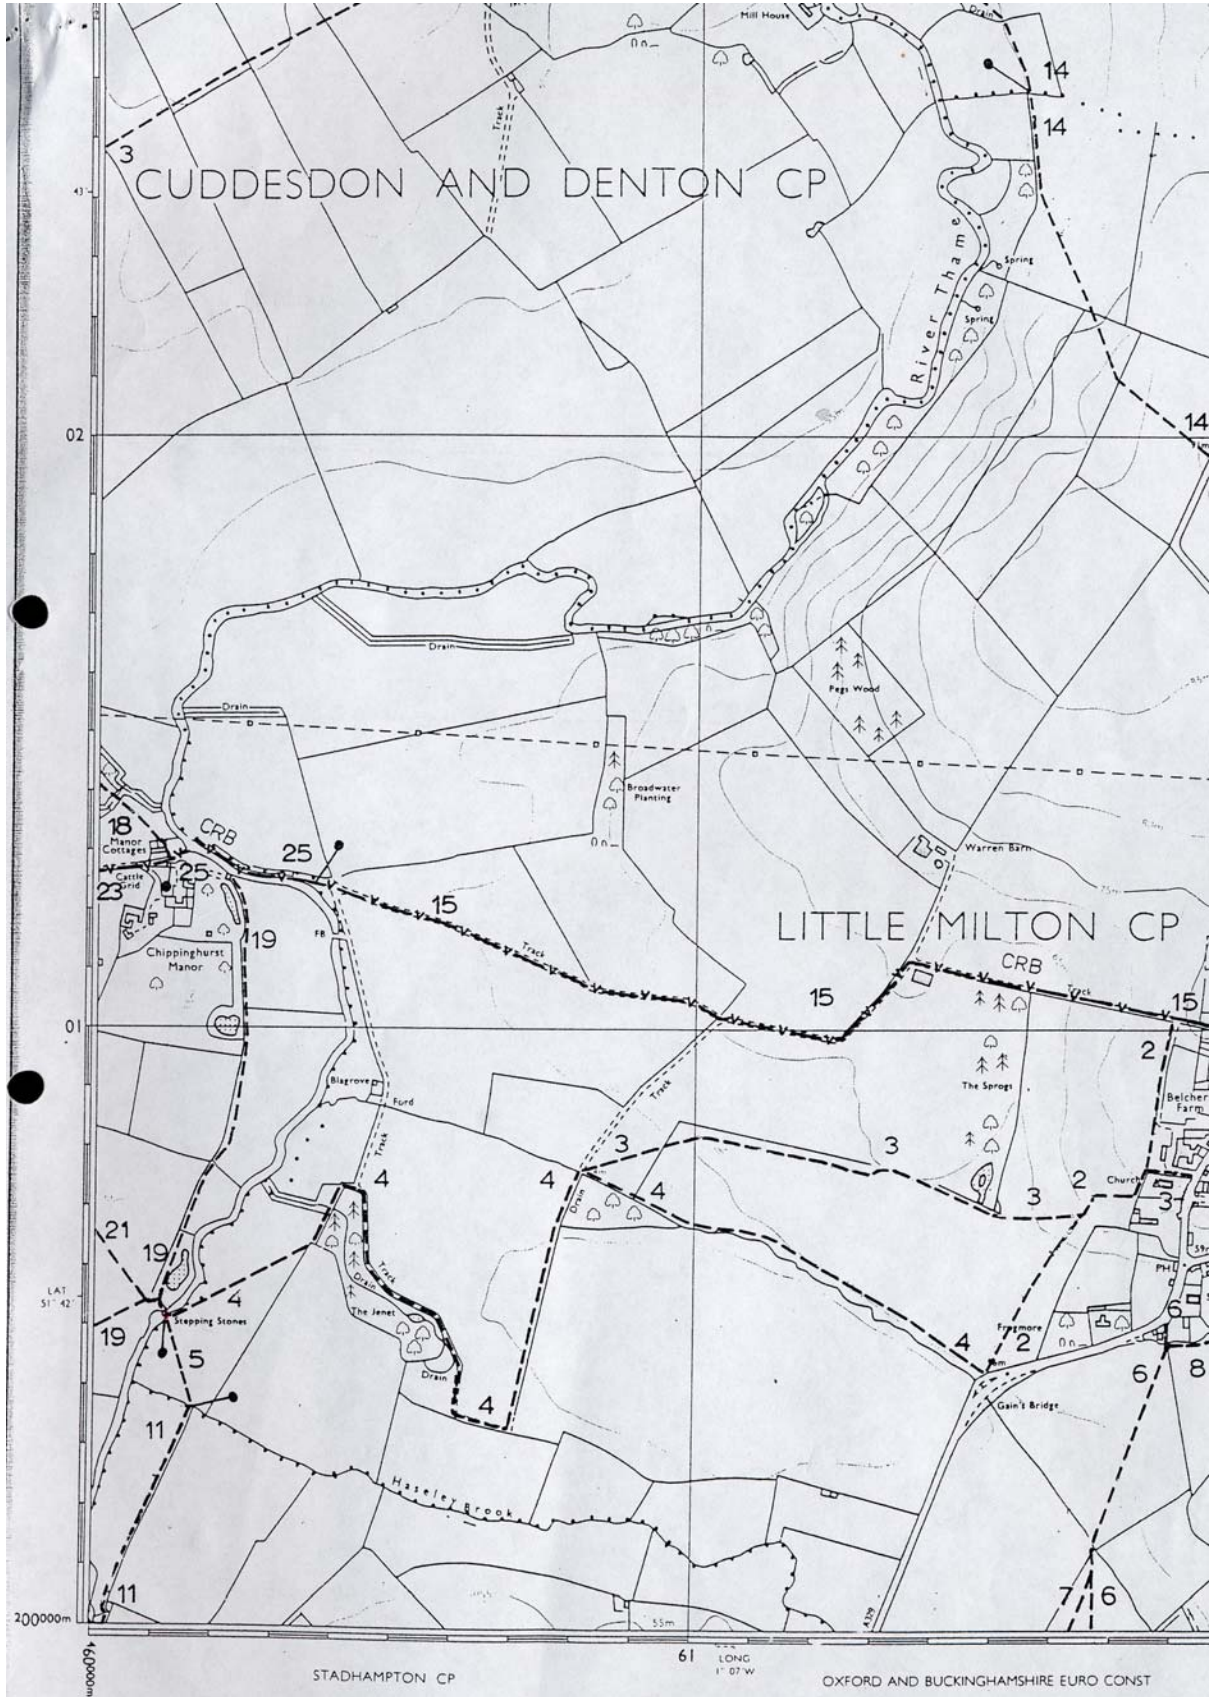 Mill House
Drain
14
14
3
Track
CUDDESDON AND DENTON CP
43
River Thame
Spring
Spring
02
14
Drain
Pegs Wood
Drain
Broadwater
Planting
18
CRB
Manor
Cottages
25
Warren Barn
75m
23
Cattle
Grid
25
15
LITTLE MILTON CP
19
FB
Track
Chippinghurst
Manor
CRB
Track
15
15
01
2
Blagrove
Ford
The Sprogs
Belcher
Farm
Track
Track
3
3
4
4
4
Drain
3
2
Church
3
21
19
4
Track
Drain
PH
LAT
51° 42'
The Jenet
Stepping Stones
19
5
Frogmore
6
4
2
6
8
Drain
4
11
Gain's Bridge
Haseley Brook
11
7
6
200000m
55m
A329
460000m
61
LONG
1° 07'W
STADHAMPTON CP
OXFORD AND BUCKINGHAMSHIRE EURO CONST